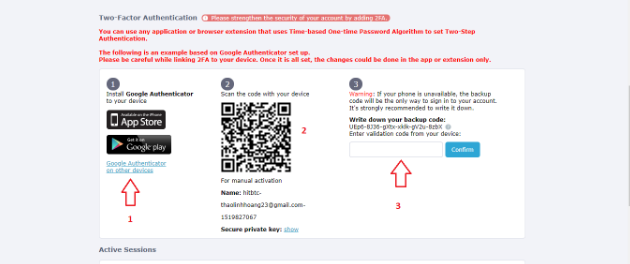 Two-Factor Authentication Please strengthen the security of your account by adding 2FA.
You can use any application or browser extension that uses Time-based One-time Password Algorithm to set Two-Step
Authentication.
The following is an example based on Google Authenticator set up.
Please be careful while linking 2FA to your device. Once it is all set, the changes could be done in the app or extension only.
1
Install Google Authenticator
to your device
Available on the iPhone
App Store
Get it on
Google play
Google Authenticator
on other devices
1
2
Scan the code with your device
2
For manual activation
Name: hitbtc-
thaolinhhoang23@gmail.com-
1519827067
Secure private key: show
3
Warning: If your phone is unavailable, the backup
code will be the only way to sign in to your account.
It's strongly recommended to write it down.
Write down your backup code:
Enter validation code from your device:
Confirm
3
Active Sessions